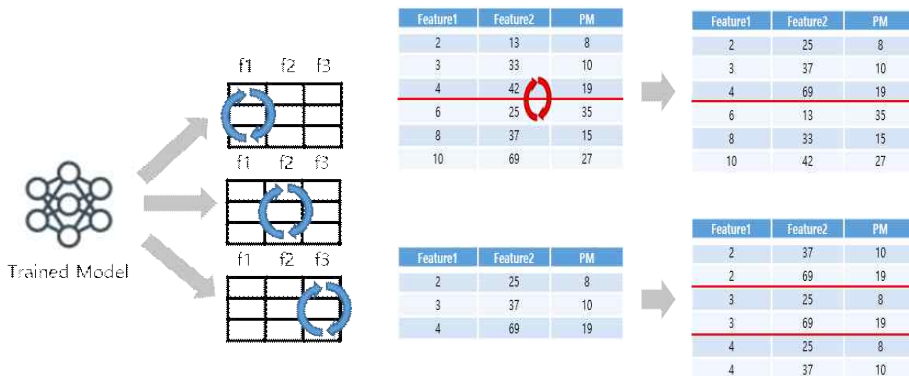 f1 f2 f3
f1 f2 f3
f1 f2 f3
Trained Model
Feature1 Feature2 PM
2 13 8
3 33 10
4 42 19
6 25 35
8 37 15
10 69 27
Feature1 Feature2 PM
2 25 8
3 37 10
4 69 19
6 13 35
8 33 15
10 42 27
Feature1 Feature2 PM
2 25 8
3 37 10
4 69 19
Feature1 Feature2 PM
2 37 10
2 69 19
3 25 8
3 69 19
4 25 8
4 37 10